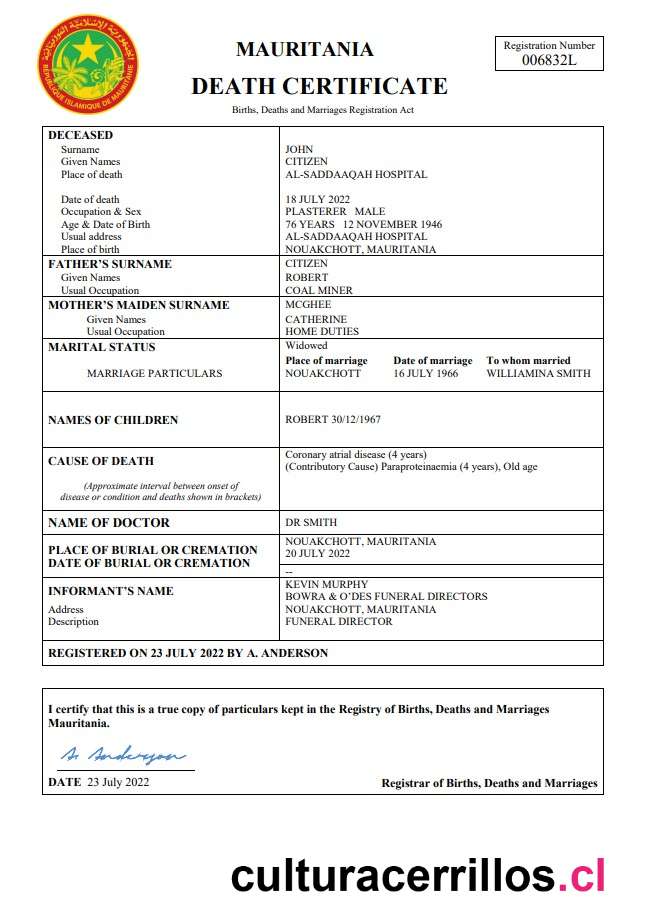 الجمهورية الإسلامية الموريتانية
RÉPUBLIQUE ISLAMIQUE DE MAURITANIE
MAURITANIA
Registration Number
006832L
DEATH CERTIFICATE
Births, Deaths and Marriages Registration Act
DECEASED
Surname JOHN
Given Names CITIZEN
Place of death AL-SADDAAQAH HOSPITAL
Date of death 18 JULY 2022
Occupation & Sex PLASTERER MALE
Age & Date of Birth 76 YEARS 12 NOVEMBER 1946
Usual address AL-SADDAAQAH HOSPITAL
Place of birth NOUAKCHOTT, MAURITANIA
FATHER'S SURNAME CITIZEN
Given Names ROBERT
Usual Occupation COAL MINER
MOTHER'S MAIDEN SURNAME MCGHEE
Given Names CATHERINE
Usual Occupation HOME DUTIES
MARITAL STATUS Widowed
Place of marriage Date of marriage To whom married
MARRIAGE PARTICULARS NOUAKCHOTT 16 JULY 1966 WILLIAMINA SMITH
NAMES OF CHILDREN ROBERT 30/12/1967
CAUSE OF DEATH
Coronary atrial disease (4 years)
(Contributory Cause) Paraproteinaemia (4 years), Old age
(Approximate interval between onset of
disease or condition and deaths shown in brackets)
NAME OF DOCTOR DR SMITH
PLACE OF BURIAL OR CREMATION NOUAKCHOTT, MAURITANIA
DATE OF BURIAL OR CREMATION 20 JULY 2022
--
INFORMANT'S NAME KEVIN MURPHY
BOWRA & O'DES FUNERAL DIRECTORS
Address NOUAKCHOTT, MAURITANIA
Description FUNERAL DIRECTOR
REGISTERED ON 23 JULY 2022 BY A. ANDERSON
I certify that this is a true copy of particulars kept in the Registry of Births, Deaths and Marriages
Mauritania.
A. Anderson
DATE 23 July 2022
Registrar of Births, Deaths and Marriages
culturacerrillos.cl